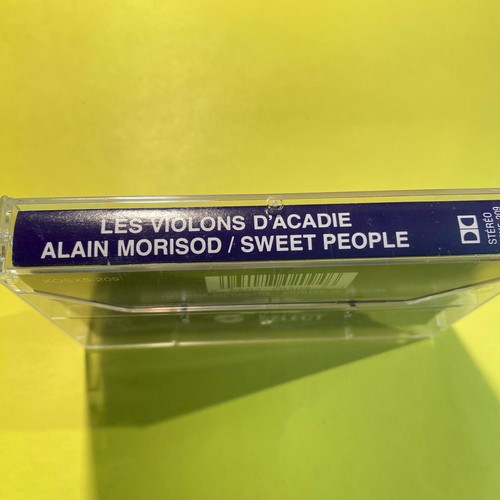 LES VIOLONS D'ACADIE
ALAIN MORISOD / SWEET PEOPLE
STÉRÉO